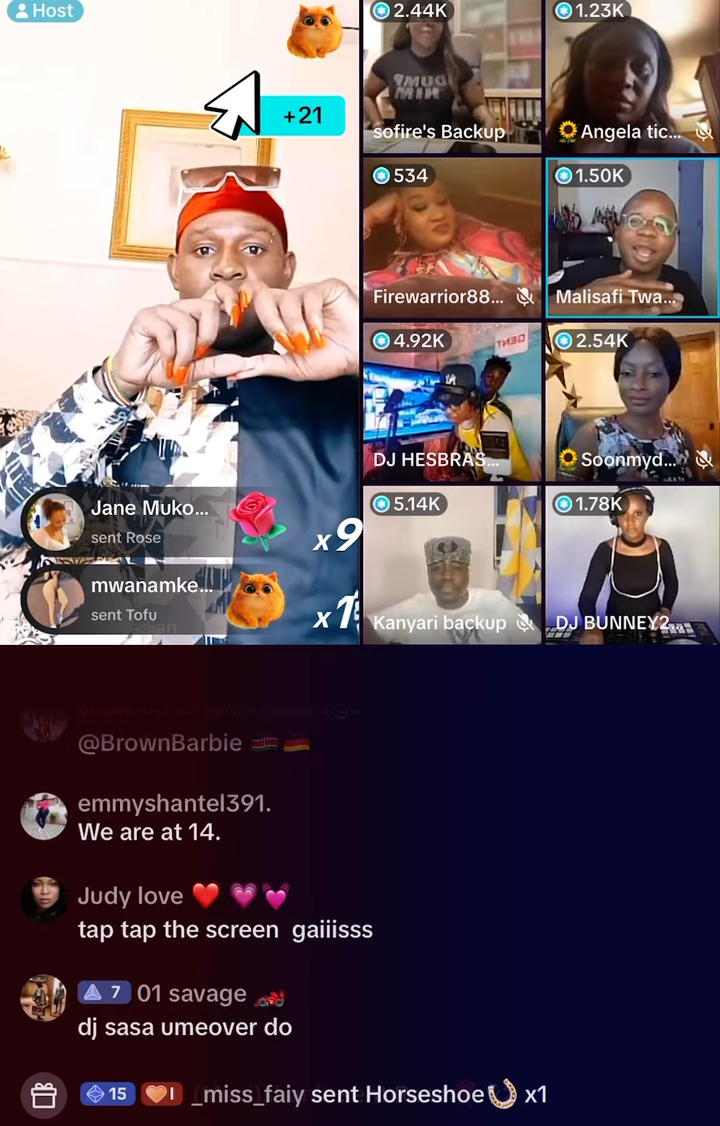 Host
+21
Jane Muko...
sent Rose
x9
mwanamke...
sent Tofu
x1
2.44K
sofire's Backup
1.23K
🌻Angela tic...
534
Firewarrior88...
1.50K
Malisafi Twa...
4.92K
DJ HESBRAS...
2.54K
🌻Soonmyd...
5.14K
Kanyari backup
1.78K
DJ BUNNEY2...
DUMP
HIM
@BrownBarbie 🇰🇪🇩🇪
emmyshantel391.
We are at 14.
Judy love ❤️ 💗💓
tap tap the screen gaiiisss
7 01 savage 🏎️
dj sasa umeover do
15 I _miss_faiy sent Horseshoe x1